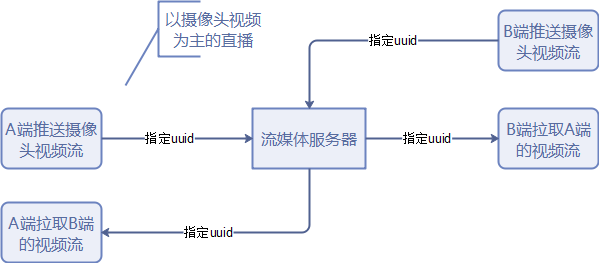 以摄像头视频
为主的直播
B端推送摄像
头视频流
指定uuid
A端推送摄像
头视频流
指定uuid
流媒体服务器
指定uuid
B端拉取A端
的视频流
A端拉取B端
的视频流
指定uuid